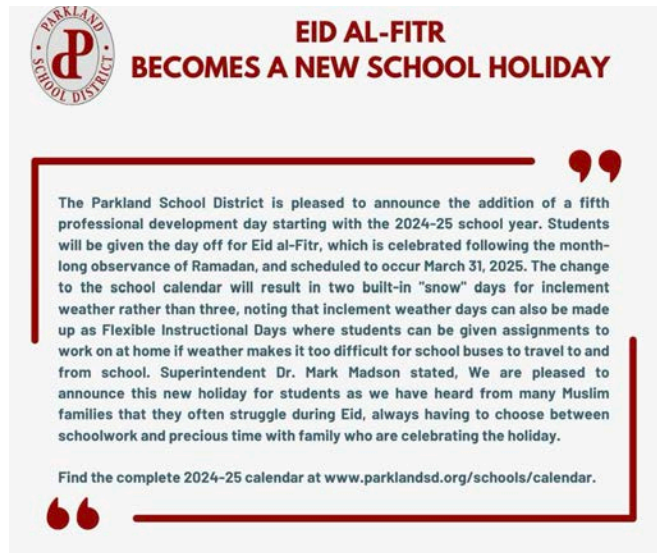 PARKLAND
SCHOOL DISTRICT
EID AL-FITR
BECOMES A NEW SCHOOL HOLIDAY
The Parkland School District is pleased to announce the addition of a fifth
professional development day starting with the 2024-25 school year. Students
will be given the day off for Eid al-Fitr, which is celebrated following the month-
long observance of Ramadan, and scheduled to occur March 31, 2025. The change
to the school calendar will result in two built-in "snow" days for inclement
weather rather than three, noting that inclement weather days can also be made
up as Flexible Instructional Days where students can be given assignments to
work on at home if weather makes it too difficult for school buses to travel to and
from school. Superintendent Dr. Mark Madson stated, We are pleased to
announce this new holiday for students as we have heard from many Muslim
families that they often struggle during Eid, always having to choose between
schoolwork and precious time with family who are celebrating the holiday.
Find the complete 2024-25 calendar at www.parklandsd.org/schools/calendar.